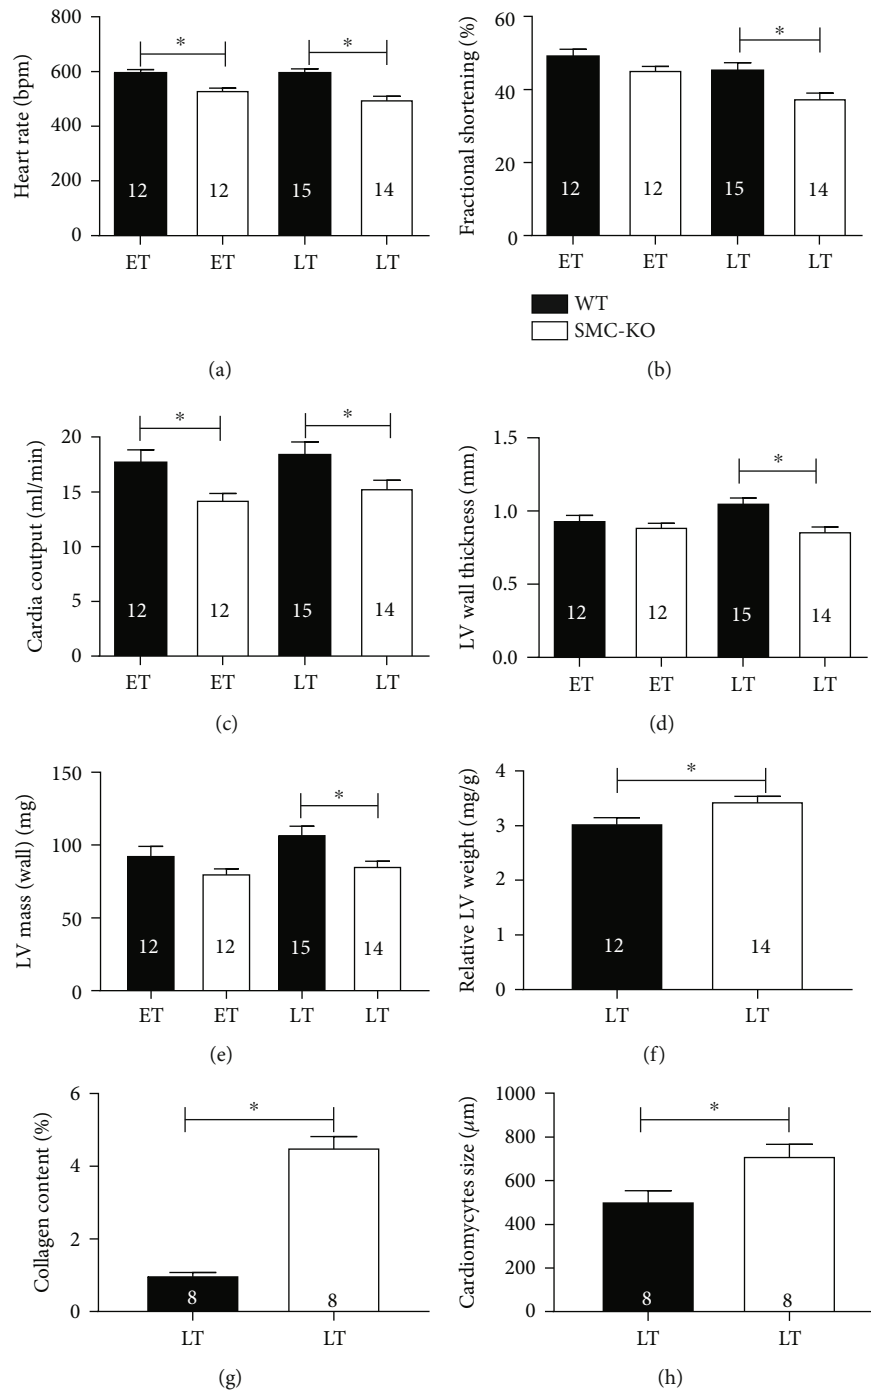 Heart rate (bpm)
800
600
400
200
0
*
*
12
12
15
14
ET
ET
LT
LT
(a)
Fractional shortening (%)
60
40
20
0
*
12
12
15
14
ET
ET
LT
LT
WT
SMC-KO
(b)
Cardia coutput (ml/min)
20
15
10
5
0
*
*
12
12
15
14
ET
ET
LT
LT
(c)
LV wall thickness (mm)
1.5
1.0
0.5
0.0
*
12
12
15
14
ET
ET
LT
LT
(d)
LV mass (wall) (mg)
150
100
50
0
*
12
12
15
14
ET
ET
LT
LT
(e)
Relative LV weight (mg/g)
4
3
2
1
0
*
12
14
LT
LT
(f)
Collagen content (%)
6
4
2
0
*
8
8
LT
LT
(g)
Cardiomycytes size (μm)
1000
800
600
400
200
0
*
8
8
LT
LT
(h)